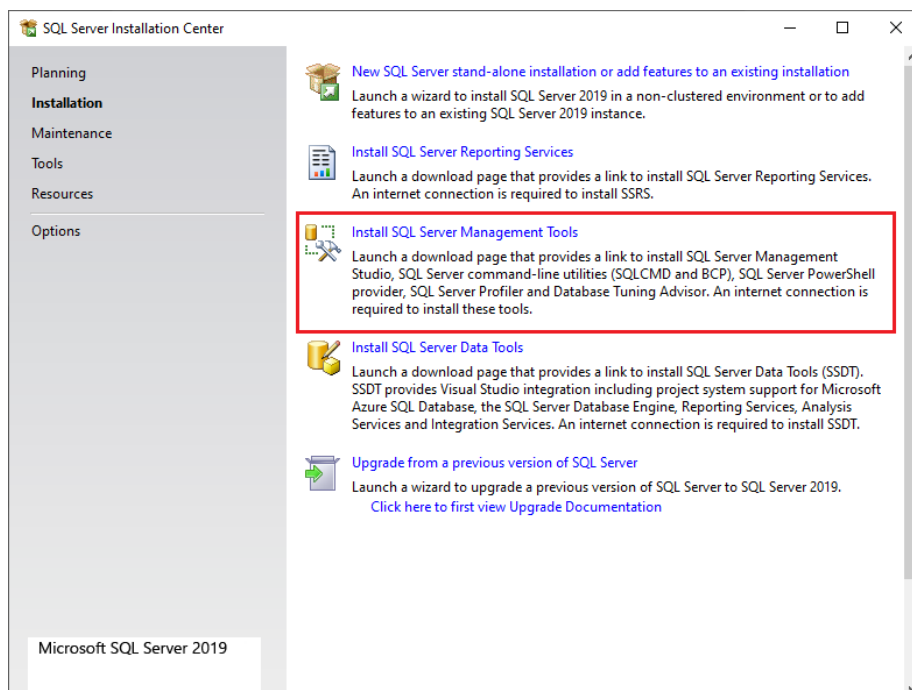 SQL Server Installation Center
Planning
Installation
Maintenance
Tools
Resources
Options
New SQL Server stand-alone installation or add features to an existing installation
Launch a wizard to install SQL Server 2019 in a non-clustered environment or to add
features to an existing SQL Server 2019 instance.
Install SQL Server Reporting Services
Launch a download page that provides a link to install SQL Server Reporting Services.
An internet connection is required to install SSRS.
Install SQL Server Management Tools
Launch a download page that provides a link to install SQL Server Management
Studio, SQL Server command-line utilities (SQLCMD and BCP), SQL Server PowerShell
provider, SQL Server Profiler and Database Tuning Advisor. An internet connection is
required to install these tools.
Install SQL Server Data Tools
Launch a download page that provides a link to install SQL Server Data Tools (SSDT).
SSDT provides Visual Studio integration including project system support for Microsoft
Azure SQL Database, the SQL Server Database Engine, Reporting Services, Analysis
Services and Integration Services. An internet connection is required to install SSDT.
Upgrade from a previous version of SQL Server
Launch a wizard to upgrade a previous version of SQL Server to SQL Server 2019.
Click here to first view Upgrade Documentation
Microsoft SQL Server 2019